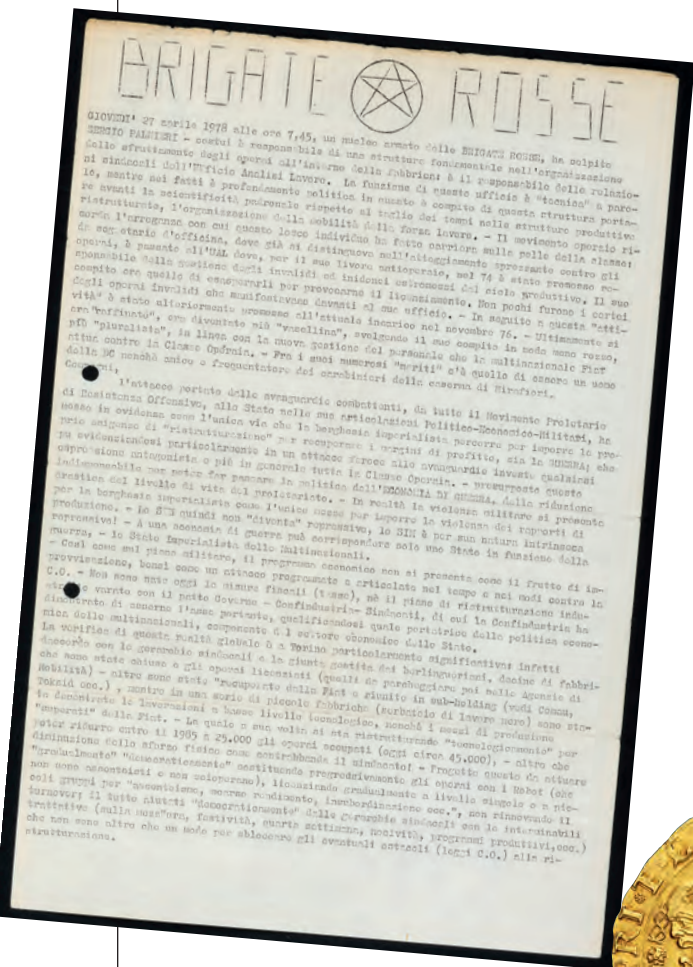 BRIGATE ROSSE
GIOVEDI' 27 aprile 1978 alle ore 7,45, un nucleo armato delle BRIGATE ROSSE, ha colpito
SERGIO PALMIERI - costui è responsabile di una struttura fondamentale nell'organizzazione
dello sfruttamento degli operai all'interno della fabbrica: è il responsabile delle relazio-
ni sindacali dell'Ufficio Analisi Lavoro. La funzione di questo ufficio è "tecnica" a paro-
le, mentre nei fatti è profondamente politica in quanto è compito di questa struttura porta-
re avanti la scientificità padronale rispetto al taglio dei tempi nelle strutture produttive
ristrutturate, l'organizzazione della mobilità della forza lavoro. - Il movimento operaio ri-
corda l'arroganza con cui questo losco individuo ha fatto carriera sulla pelle della classe:
da segretario d'officina, dove già si distingueva nell'atteggiamento sprezzante contro gli
operai, è passato all'UAL dove, per il suo livore antioperaio, nel 74 è stato promosso re-
sponsabile della gestione degli invalidi ed inidonei estromessi dal ciclo produttivo. Il suo
compito era quello di esasperarli per provocarne il licenziamento. Non pochi furono i cortei
degli operai invalidi che manifestavano davanti al suo ufficio. - In seguito a questa "atti-
vità" è stato ulteriormente promosso all'attuale incarico nel novembre 76. - Ultimamente si
era "raffinato", era diventato più "vasellina", svolgendo il suo compito in modo meno rozzo,
più "pluralista", in linea con la nuova gestione del personale che la multinazionale Fiat
attua contro la Classe Operaia. - Fra i suoi numerosi "meriti" c'è quello di essere un uomo
della DC nonchè amico e frequentatore dei carabinieri della caserma di Mirafiori.
L'attacco portato dalle avanguardie combattenti, da tutto il Movimento Proletario
di Resistenza Offensivo, allo Stato nelle sue articolazioni Politico-Economico-Militari, ha
messo in evidenza come l'unica via che la borghesia imperialista percorre per imporre le pro-
prie esigenze di "ristrutturazione" per recuperare i margini di profitto, sia la GUERRA; che
pu evidenziandosi particolarmente in un attacco feroce alle avanguardie investe qualsiasi
espressione antagonista e più in generale tutta la Classe Operaia. - presupposto questo
indispensabile per poter far passare la politica dell'ECONOMIA DI GUERRA, della riduzione
drastica del livello di vita del proletariato. - In realtà la violenza militare si presenta
per la borghesia imperialista come l'unico mezzo per imporre la violenza dei rapporti di
produzione. - lo SIM quindi non "diventa" repressivo, lo SIM è per sua natura intrinseca
repressivo! - A una economia di guerra può corrispondere solo uno Stato in funzione della
guerra, - lo Stato Imperialista delle Multinazionali.
- Così come sul piano militare, il programma economico non si presenta come il frutto di im-
provvisazione, bensì come un attacco programmato e articolato nel tempo e nei modi contro la
C.O. - Non sono nate oggi le misure fiscali (tasse), nè il piano di ristrutturazione indu-
varato con il patto Governo - Confindustria- Sindacati, di cui la Confindustria ha
dimostrato di esserne l'asse portante, qualificandosi quale portatrice della politica econo-
mica delle multinazionali, componente del settore economico dello Stato.
La verifica di questa realtà globale è a Torino particolarmente significativa: infatti
daccordo con le gerarchie sindacali e la giunta gestita dai berlingueriani, decine di fabbri-
che sono state chiuse e gli operai licenziati (quelli da parcheggiare poi nelle Agenzie di
Mobilità) - altre sono state "recuperate dalla Fiat e riunite in sub-Holding (vedi Comau,
Teksid ecc.) , mentre in una serie di piccole fabbriche (serbatoio di lavoro nero) sono sta-
te decentrate le lavorazioni a basso livello tecnologico, nonchè i mezzi di produzione
"superati" della Fiat. - La quale a sua volta si sta ristrutturando "tecnologicamente" per
poter ridurre entro il 1985 a 25.000 gli operai occupati (oggi circa 45.000), - altro che
diminuzione dello sforzo fisico come contrabbanda il sindacato! - Progetto questo da attuare
"gradualmente" "democraticamente" sostituendo progressivamente gli operai con i Robot (che
non sono assenteisti e non scioperano), licenziando gradualmente a livello singolo o a pic-
coli gruppi per "assenteismo, scarso rendimento, insubordinazione ecc.", non rinnovando il
turnover; il tutto aiutati "democraticamente" dalle gerarchie sindacali con le interminabili
trattative (sulla mezz'ora, festività, quarta settimana, nocività, programmi produttivi,ecc.)
che non sono altro che un modo per sbloccare gli eventuali ostacoli (leggi C.O.) alla ri-
strutturazione.